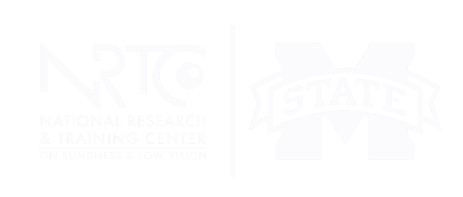 NRTC
NATIONAL RESEARCH
& TRAINING CENTER
ON BLINDNESS & LOW VISION
M
STATE